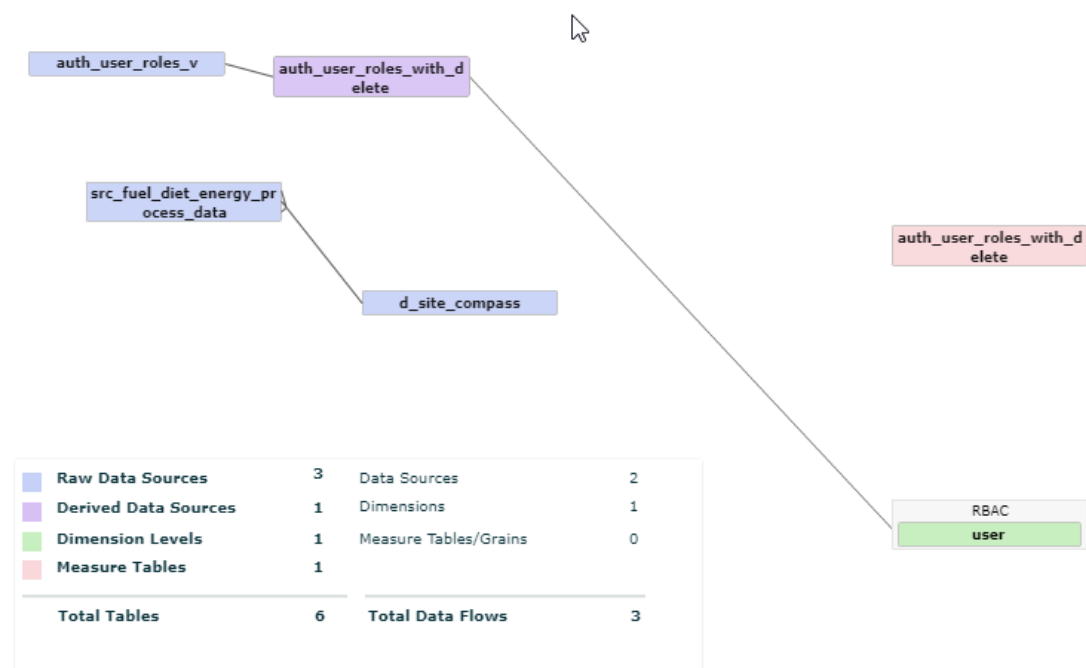 auth_user_roles_v
auth_user_roles_with_d
elete
src_fuel_diet_energy_pr
ocess_data
auth_user_roles_with_d
elete
d_site_compass
RBAC
user
Raw Data Sources 3 Data Sources 2
Derived Data Sources 1 Dimensions 1
Dimension Levels 1 Measure Tables/Grains 0
Measure Tables 1
Total Tables 6 Total Data Flows 3